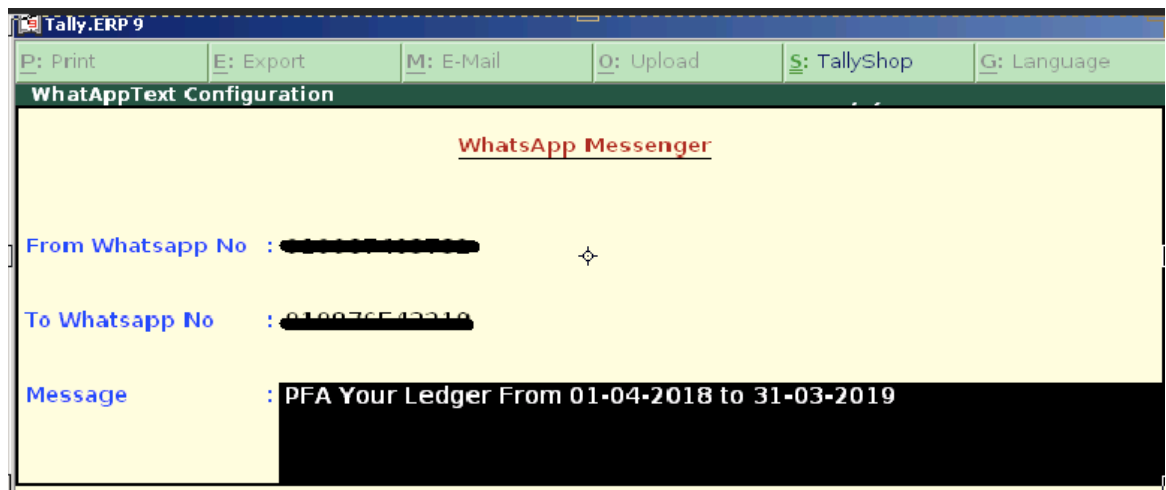 Tally.ERP 9
P: Print E: Export M: E-Mail O: Upload S: TallyShop G: Language
WhatAppText Configuration
WhatsApp Messenger
From Whatsapp No :
To Whatsapp No :
Message : PFA Your Ledger From 01-04-2018 to 31-03-2019